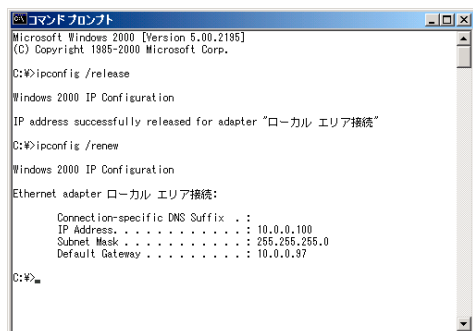 コマンド プロンプト
Microsoft Windows 2000 [Version 5.00.2195]
(C) Copyright 1985-2000 Microsoft Corp.
C:¥>ipconfig /release
Windows 2000 IP Configuration
IP address successfully released for adapter "ローカル エリア接続"
C:¥>ipconfig /renew
Windows 2000 IP Configuration
Ethernet adapter ローカル エリア接続:
Connection-specific DNS Suffix . :
IP Address. . . . . . . . . . . . : 10.0.0.100
Subnet Mask . . . . . . . . . . . : 255.255.255.0
Default Gateway . . . . . . . . . : 10.0.0.97
C:¥>_